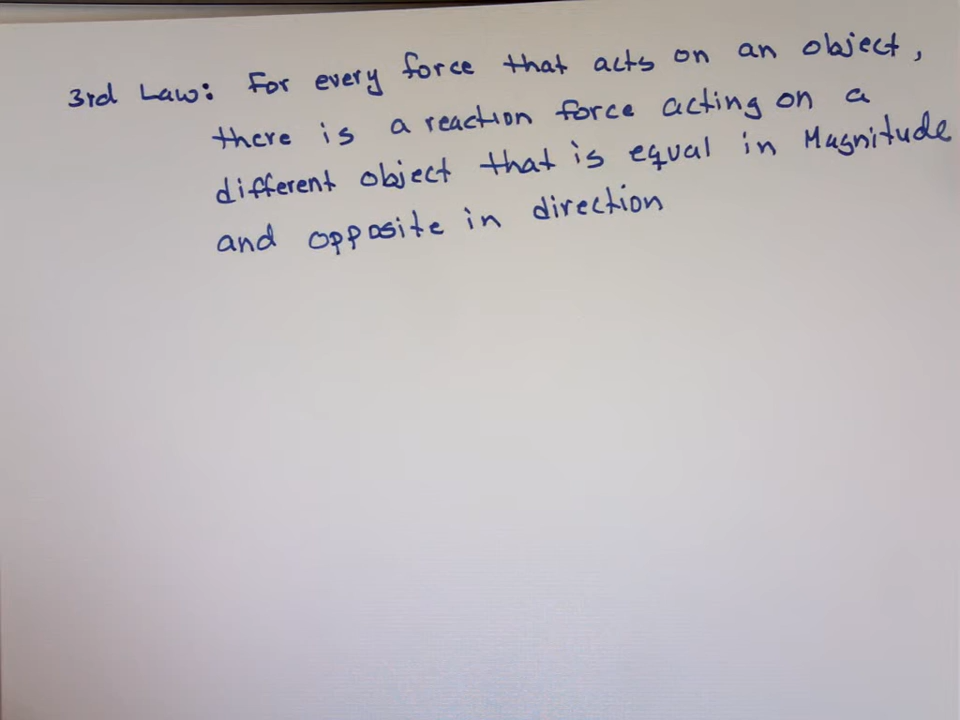 3rd Law: For every force that acts on an object,
there is a reaction force acting on a
different object that is equal in Magnitude
and opposite in direction